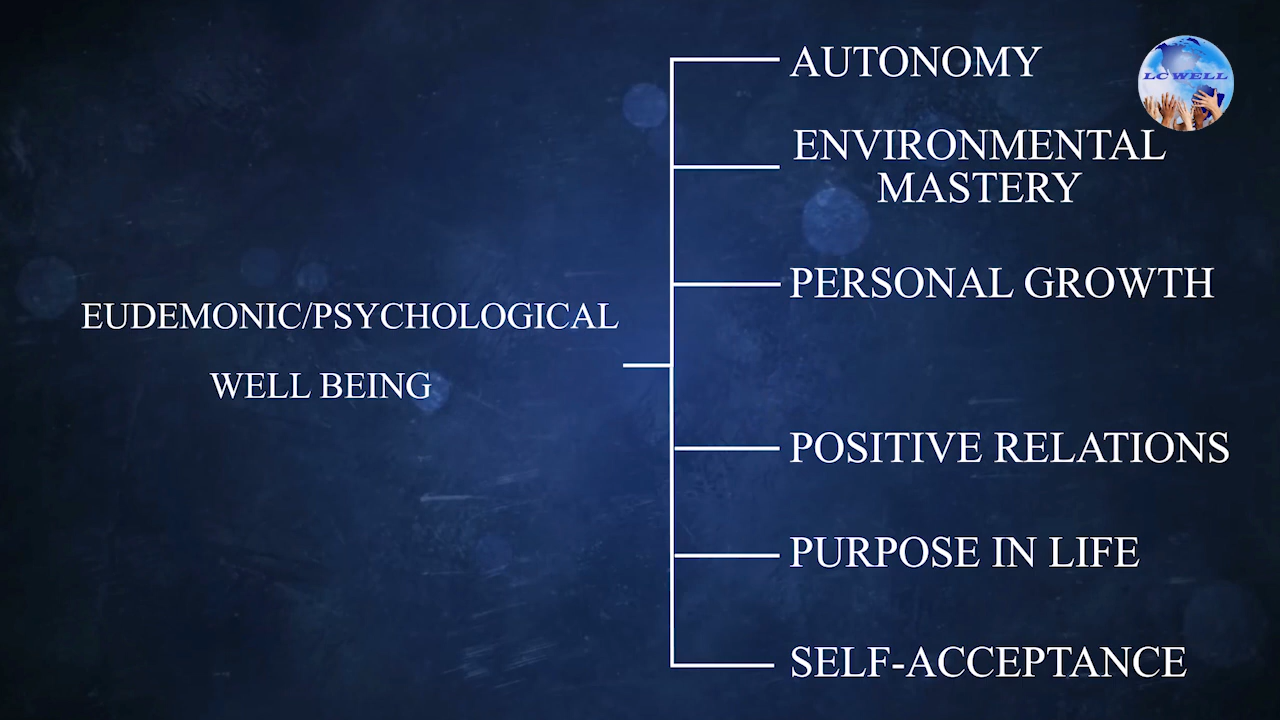 AUTONOMY
LC WELL
ENVIRONMENTAL
MASTERY
PERSONAL GROWTH
EUDEMONIC/PSYCHOLOGICAL
WELL BEING
POSITIVE RELATIONS
PURPOSE IN LIFE
SELF-ACCEPTANCE